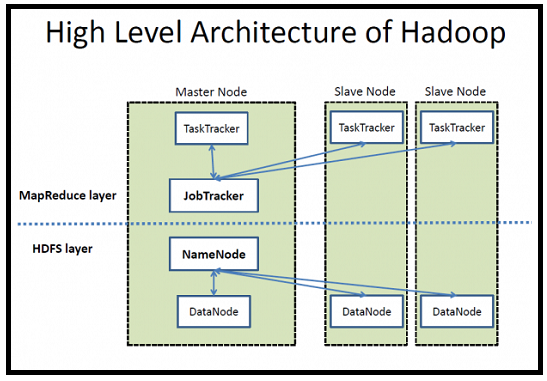 High Level Architecture of Hadoop
Master Node
Slave Node
Slave Node
TaskTracker
TaskTracker
TaskTracker
MapReduce layer
JobTracker
HDFS layer
NameNode
DataNode
DataNode
DataNode